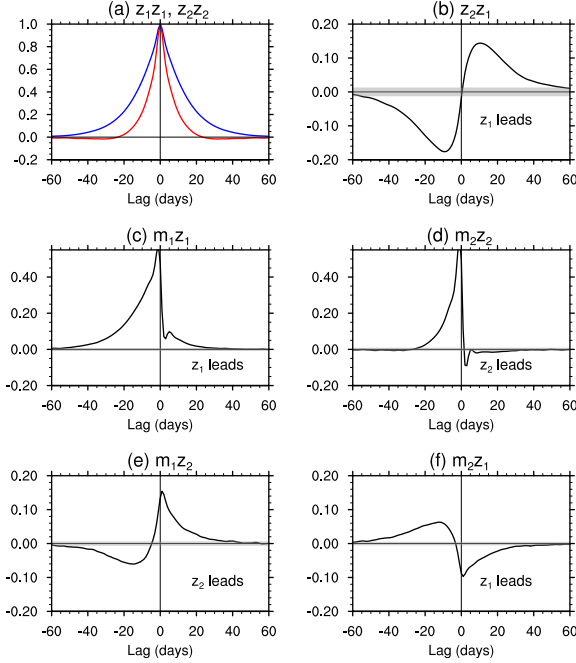 (a) z₁z₁, z₂z₂
1.0
0.8
0.6
0.4
0.2
0.0
-0.2
-60 -40 -20 0 20 40 60
Lag (days)
(b) z₂z₁
0.20
0.10
0.00
-0.10
-0.20
z₁ leads
-60 -40 -20 0 20 40 60
Lag (days)
(c) m₁z₁
0.40
0.20
0.00
-0.20
z₁ leads
-60 -40 -20 0 20 40 60
Lag (days)
(d) m₂z₂
0.40
0.20
0.00
-0.20
z₂ leads
-60 -40 -20 0 20 40 60
Lag (days)
(e) m₁z₂
0.20
0.10
0.00
-0.10
-0.20
z₂ leads
-60 -40 -20 0 20 40 60
Lag (days)
(f) m₂z₁
0.20
0.10
0.00
-0.10
-0.20
z₁ leads
-60 -40 -20 0 20 40 60
Lag (days)